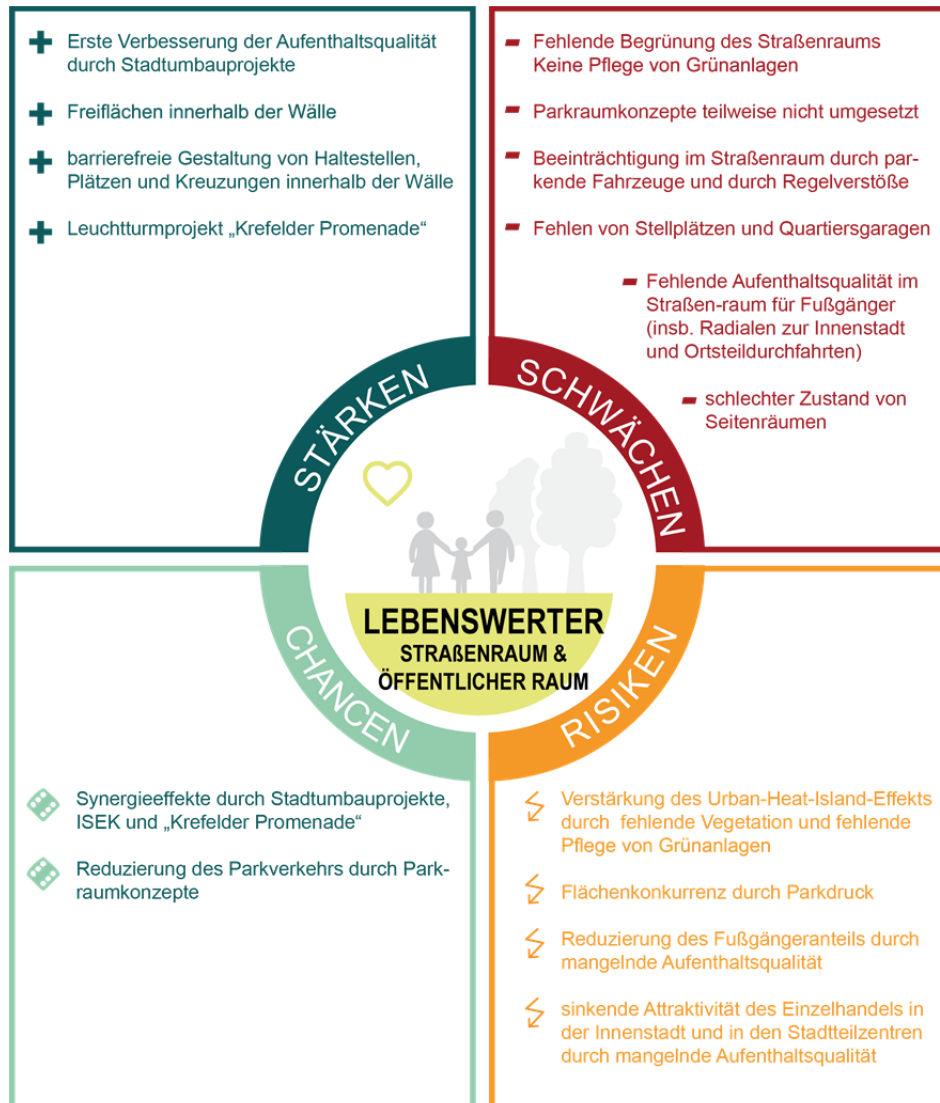 Erste Verbesserung der Aufenthaltsqualität
durch Stadtumbauprojekte
Freiflächen innerhalb der Wälle
barrierefreie Gestaltung von Haltestellen,
Plätzen und Kreuzungen innerhalb der Wälle
Leuchtturmprojekt „Krefelder Promenade“
STÄRKEN
Fehlende Begrünung des Straßenraums
Keine Pflege von Grünanlagen
Parkraumkonzepte teilweise nicht umgesetzt
Beeinträchtigung im Straßenraum durch par-
kende Fahrzeuge und durch Regelverstöße
Fehlen von Stellplätzen und Quartiersgaragen
Fehlende Aufenthaltsqualität im
Straßen-raum für Fußgänger
(insb. Radialen zur Innenstadt
und Ortsteildurchfahrten)
schlechter Zustand von
Seitenräumen
SCHWÄCHEN
LEBENSWERTER
STRAßENRAUM &
ÖFFENTLICHER RAUM
CHANCEN
Synergieeffekte durch Stadtumbauprojekte,
ISEK und „Krefelder Promenade“
Reduzierung des Parkverkehrs durch Park-
raumkonzepte
RISIKEN
Verstärkung des Urban-Heat-Island-Effekts
durch fehlende Vegetation und fehlende
Pflege von Grünanlagen
Flächenkonkurrenz durch Parkdruck
Reduzierung des Fußgängeranteils durch
mangelnde Aufenthaltsqualität
sinkende Attraktivität des Einzelhandels in
der Innenstadt und in den Stadtteilzentren
durch mangelnde Aufenthaltsqualität